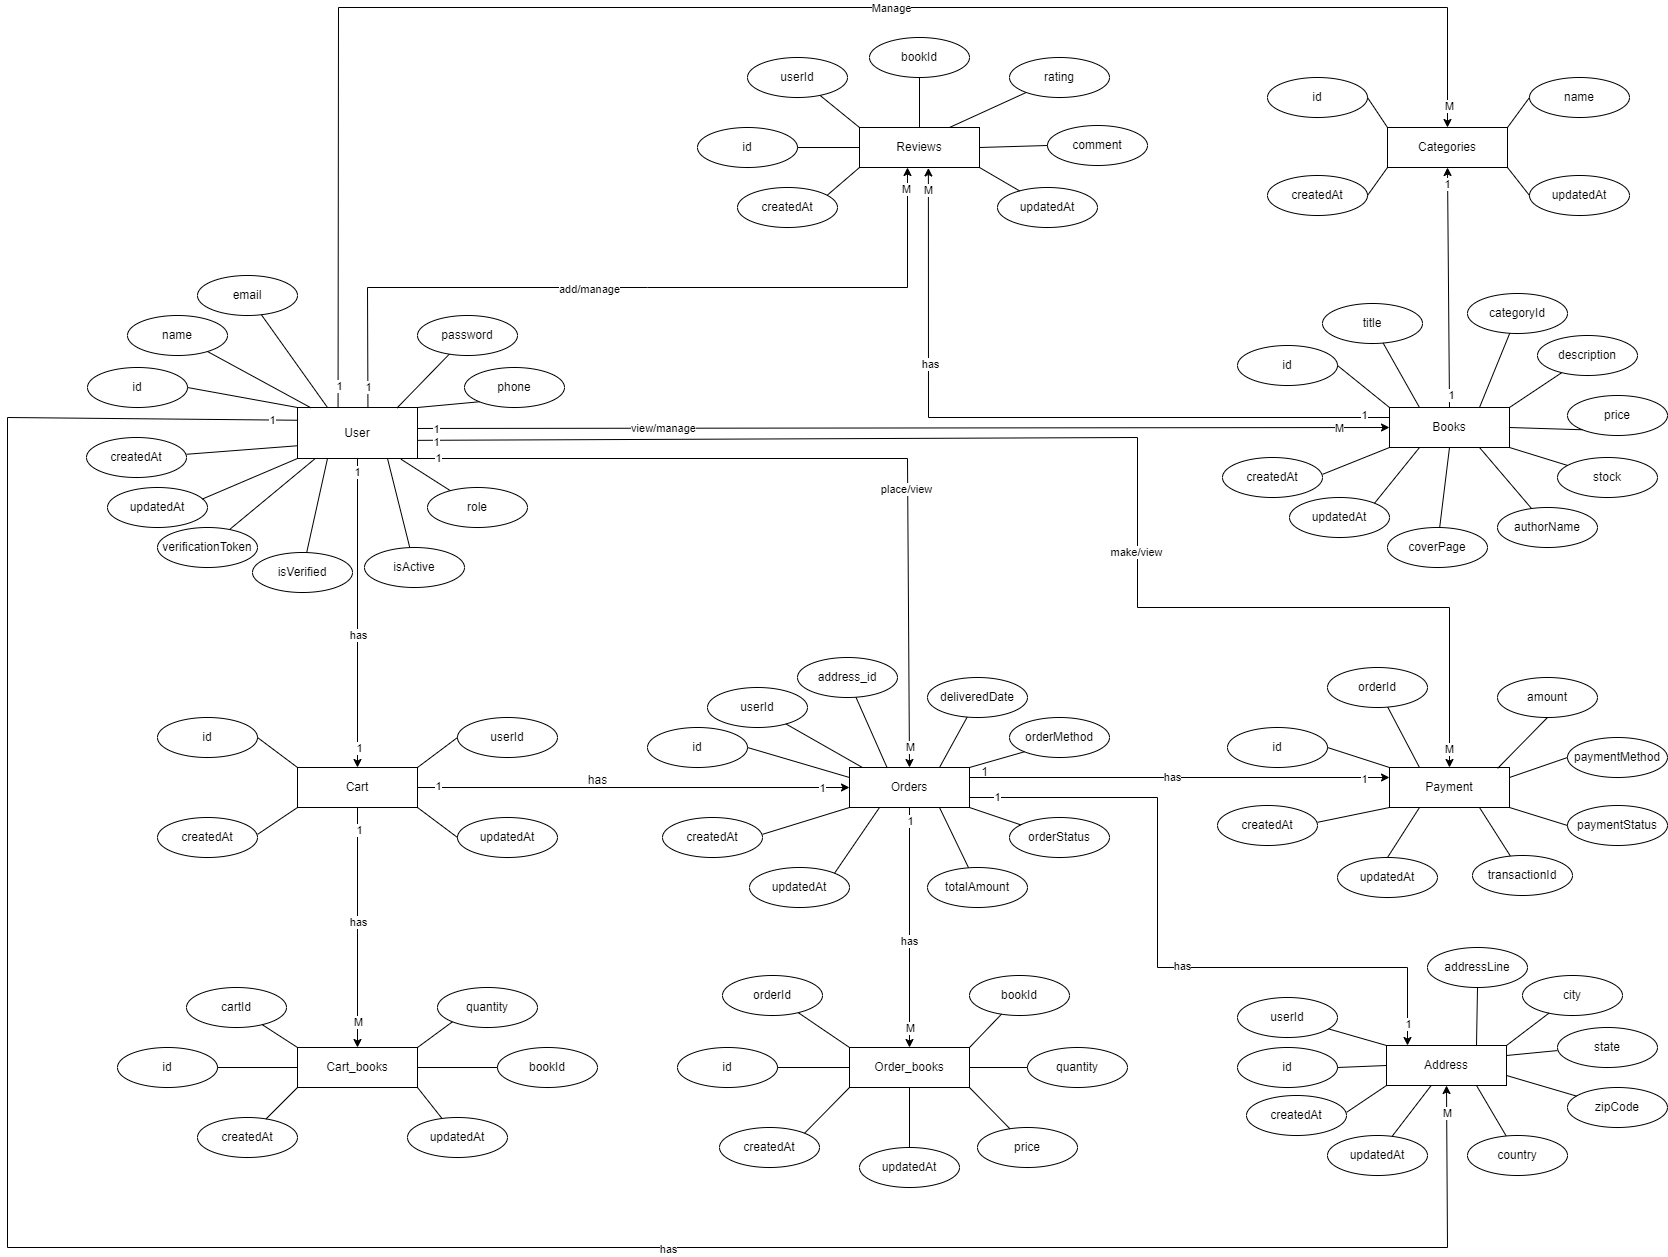 Manage
bookId
userId
rating
id
name
M
id
Reviews
comment
Categories
createdAt
updatedAt
createdAt
updatedAt
M
M
1
add/manage
email
title
categoryId
name
password
id
description
has
id
phone
1
1
1
price
User
1
1
1
Books
view/manage
M
1
1
1
createdAt
createdAt
stock
place/view
updatedAt
role
updatedAt
authorName
verificationToken
coverPage
isVerified
isActive
make/view
has
address_id
deliveredDate
orderId
amount
userId
id
userId
id
orderMethod
id
paymentMethod
1
M
M
Cart
1
has
1
Orders
1
has
1
Payment
1
createdAt
updatedAt
1
createdAt
1
orderStatus
createdAt
paymentStatus
updatedAt
totalAmount
updatedAt
transactionId
has
has
has
addressLine
cartId
quantity
orderId
bookId
city
userId
M
M
1
id
Cart_books
bookId
id
Order_books
quantity
id
Address
state
createdAt
updatedAt
createdAt
updatedAt
price
createdAt
M
zipCode
updatedAt
country
has